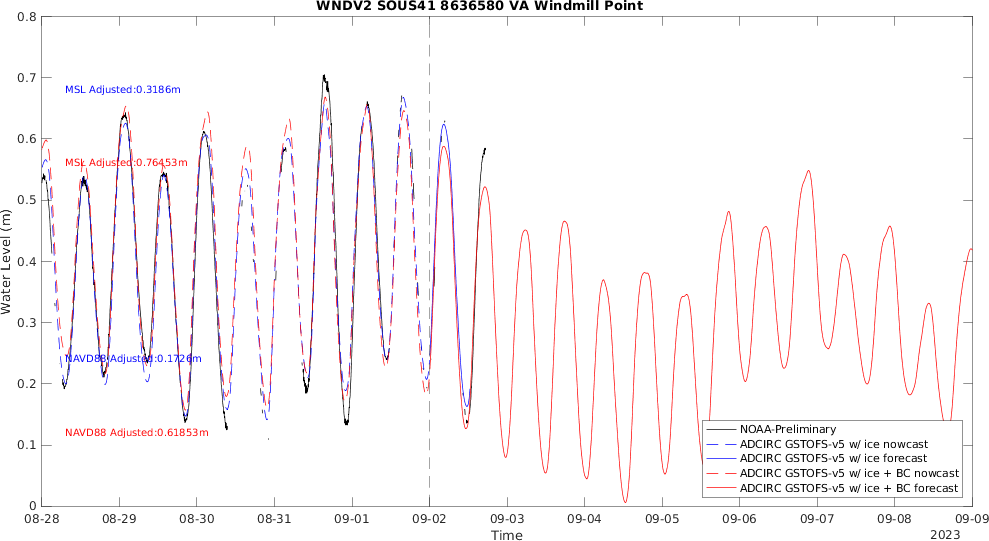 WNDV2 SOUS41 8636580 VA Windmill Point
0.8
0.7
0.6
0.5
0.4
0.3
0.2
0.1
0
Water Level (m)
MSL Adjusted:0.3186m
MSL Adjusted:0.76453m
NAVD88 Adjusted:0.1726m
NAVD88 Adjusted:0.61853m
NOAA-Preliminary
ADCIRC GSTOFS-v5 w/ ice nowcast
ADCIRC GSTOFS-v5 w/ ice forecast
ADCIRC GSTOFS-v5 w/ ice + BC nowcast
ADCIRC GSTOFS-v5 w/ ice + BC forecast
08-28 08-29 08-30 08-31 09-01 09-02 09-03 09-04 09-05 09-06 09-07 09-08 09-09
Time
2023